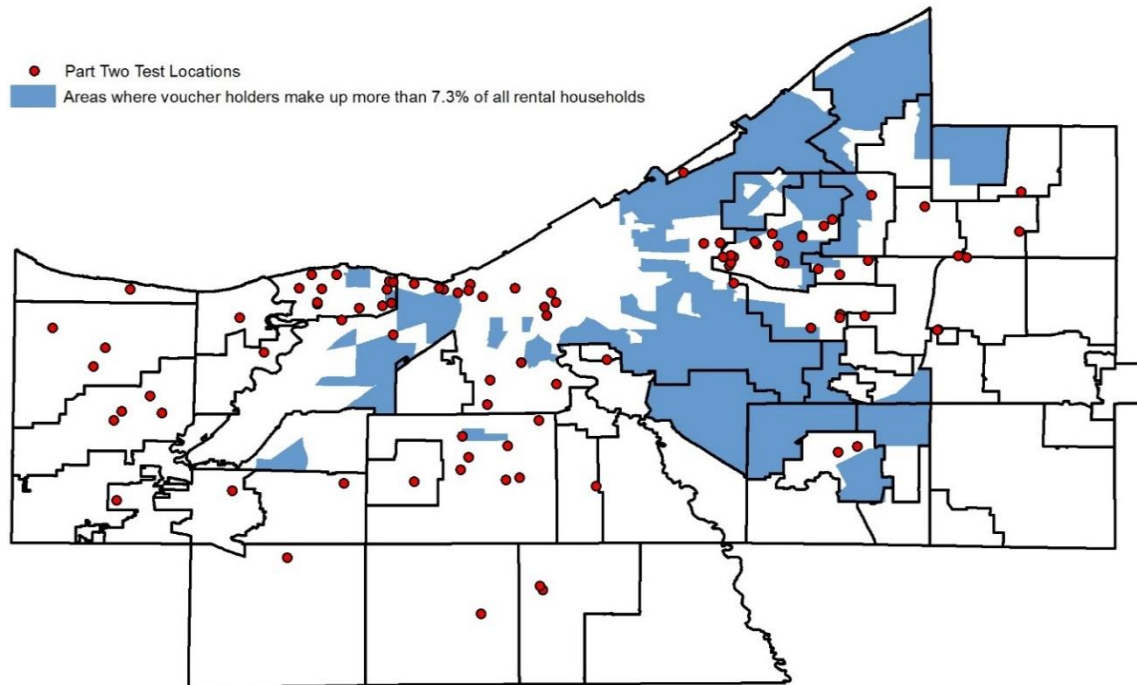 Part Two Test Locations
Areas where voucher holders make up more than 7.3% of all rental households